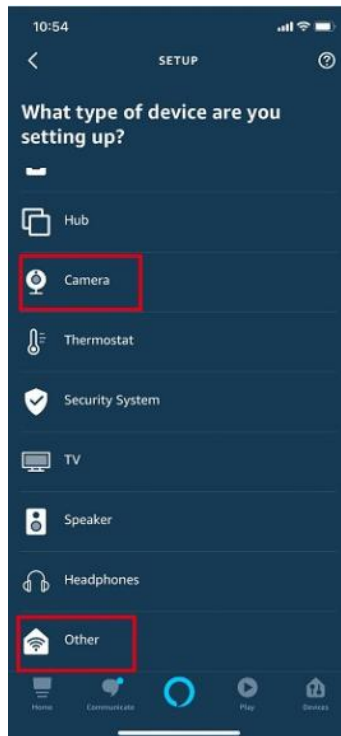 10:54
SETUP
What type of device are you
setting up?
Hub
Camera
Thermostat
Security System
TV
Speaker
Headphones
Other
Home Communicate Play Devices